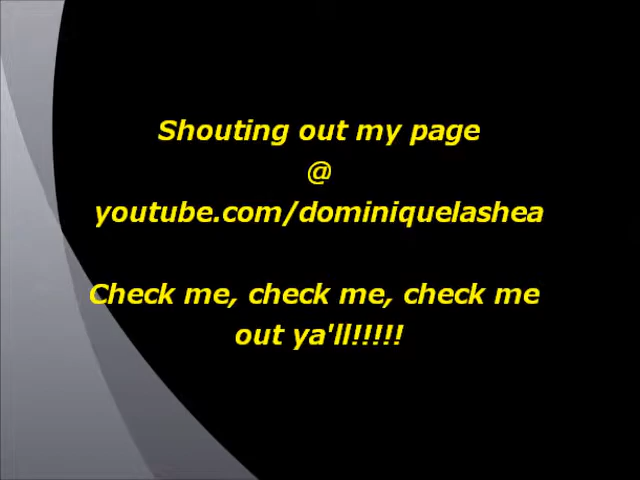 Shouting out my page
@
youtube.com/dominiquelashea
Check me, check me, check me
out ya'll!!!!!